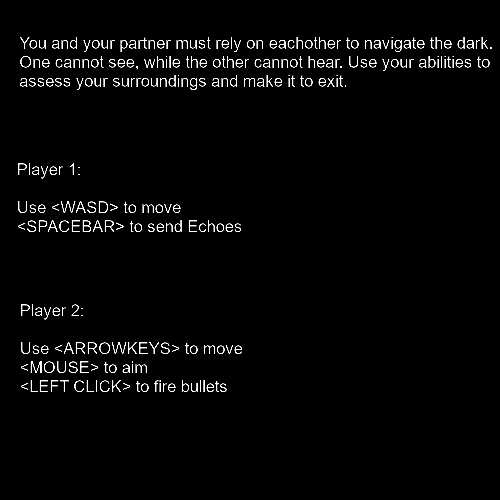 You and your partner must rely on eachother to navigate the dark.
One cannot see, while the other cannot hear. Use your abilities to
assess your surroundings and make it to exit.
Player 1:
Use <WASD> to move
<SPACEBAR> to send Echoes
Player 2:
Use <ARROWKEYS> to move
<MOUSE> to aim
<LEFT CLICK> to fire bullets